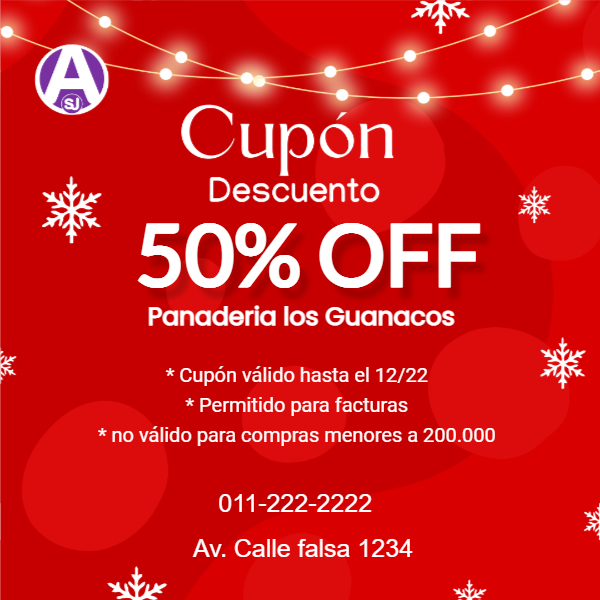 A
SJ
Cupón
Descuento
50% OFF
Panaderia los Guanacos
* Cupón válido hasta el 12/22
* Permitido para facturas
* no válido para compras menores a 200.000
011-222-2222
Av. Calle falsa 1234